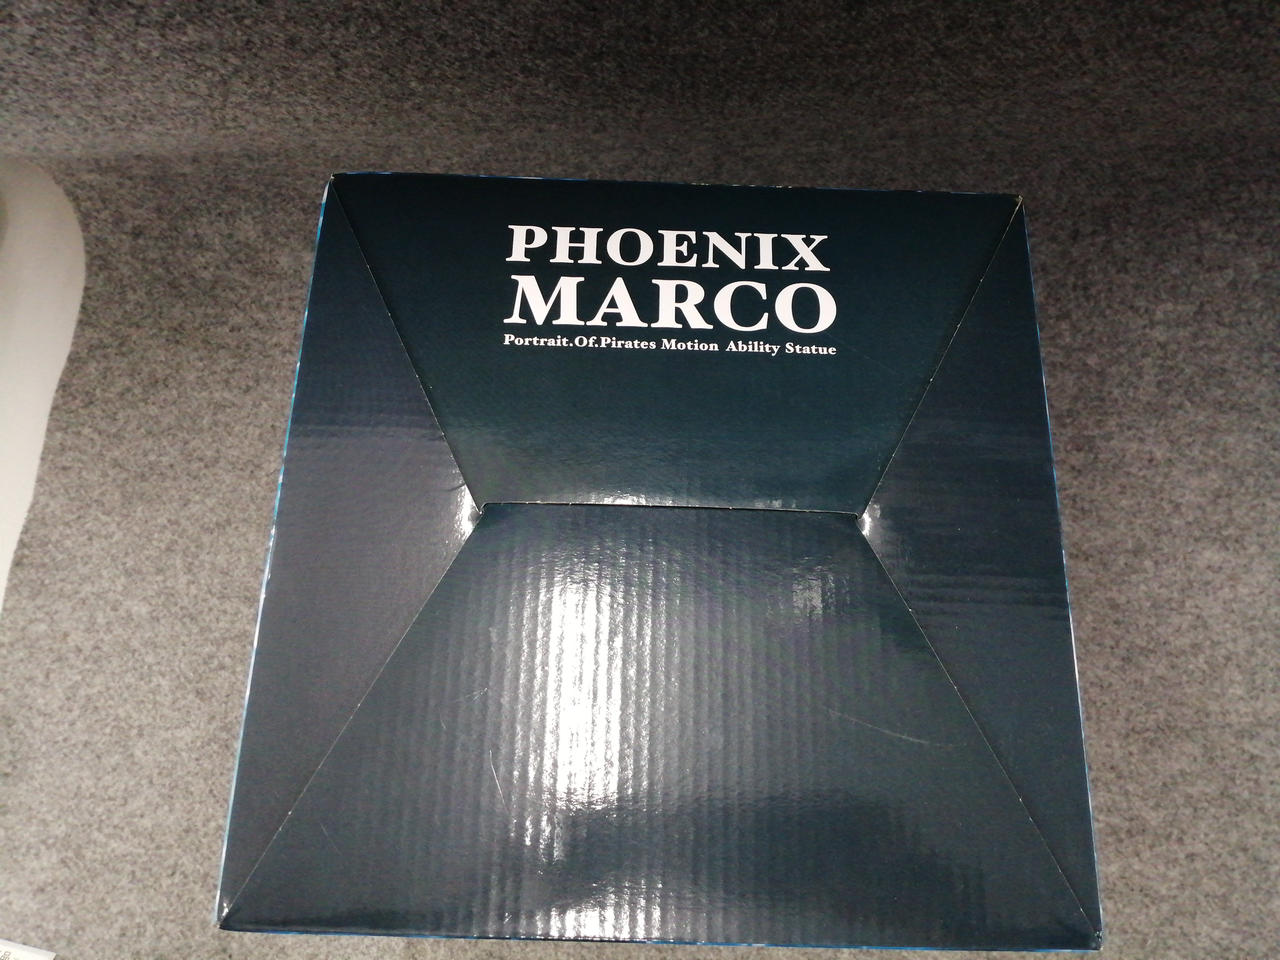 PHOENIX
MARCO
Portrait.Of.Pirates Motion Ability Statue